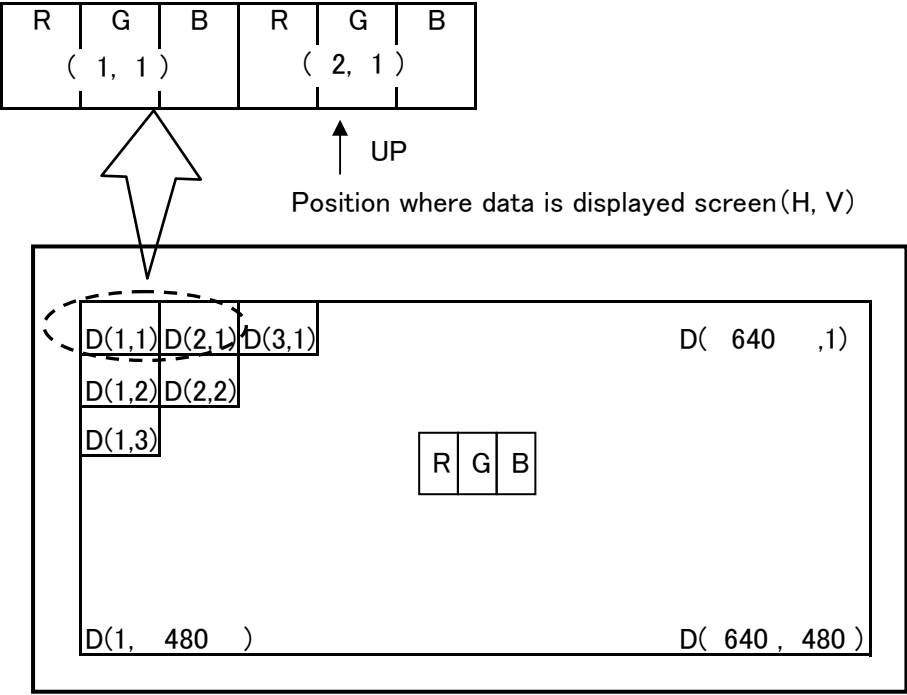 R G B R G B
( 1, 1 ) ( 2, 1 )
UP
Position where data is displayed screen(H, V)
D(1,1) D(2,1) D(3,1) D( 640 ,1)
D(1,2) D(2,2)
D(1,3)
R G B
D(1, 480 ) D( 640 , 480 )